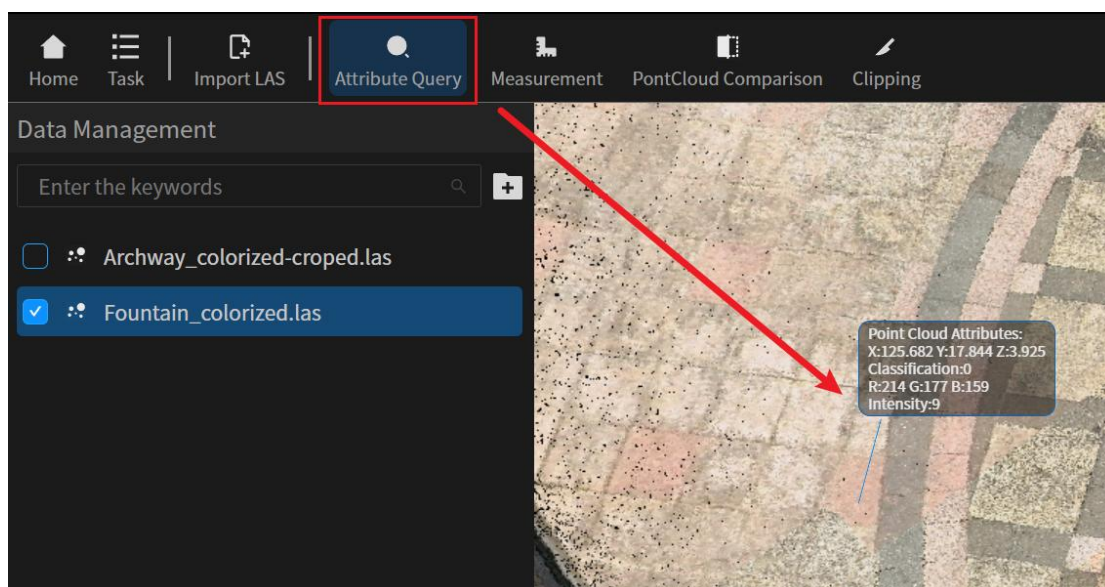 Home Task Import LAS Attribute Query Measurement PontCloud Comparison Clipping
Data Management
Enter the keywords
Archway_colorized-croped.las
Fountain_colorized.las
Point Cloud Attributes:
X:125.682 Y:17.844 Z:3.925
Classification:0
R:214 G:177 B:159
Intensity:9